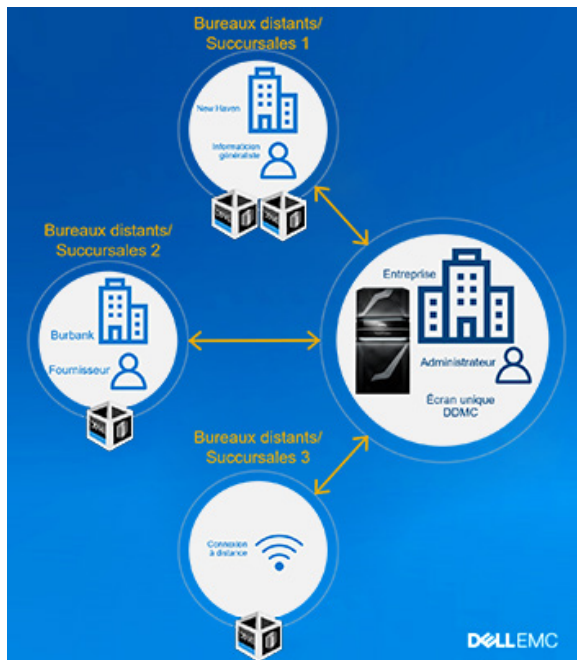 Bureaux distants/
Succursales 1
New Haven
Informaticien
généraliste
Bureaux distants/
Succursales 2
Burbank
Fournisseur
Entreprise
Administrateur
Écran unique
DDMC
Bureaux distants/
Succursales 3
Connexion
à distance
DELLEMC